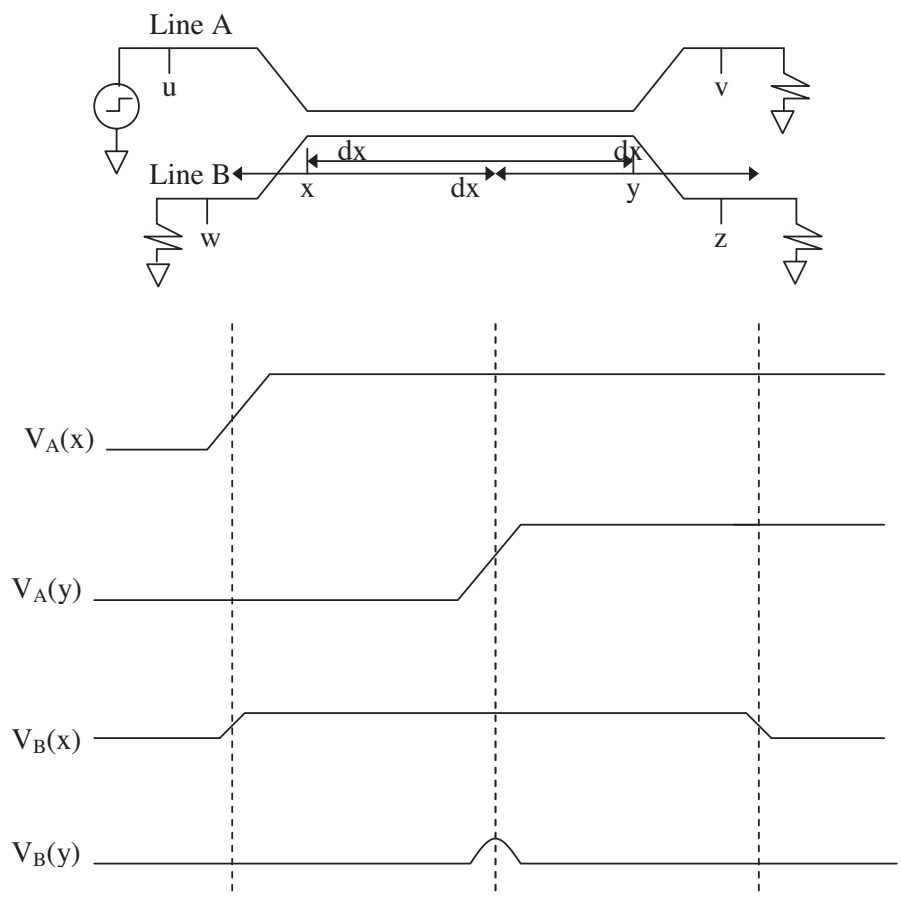 Line A
u
v
dx
dx
Line B
x
dx
y
w
z
V_A(x)
V_A(y)
V_B(x)
V_B(y)